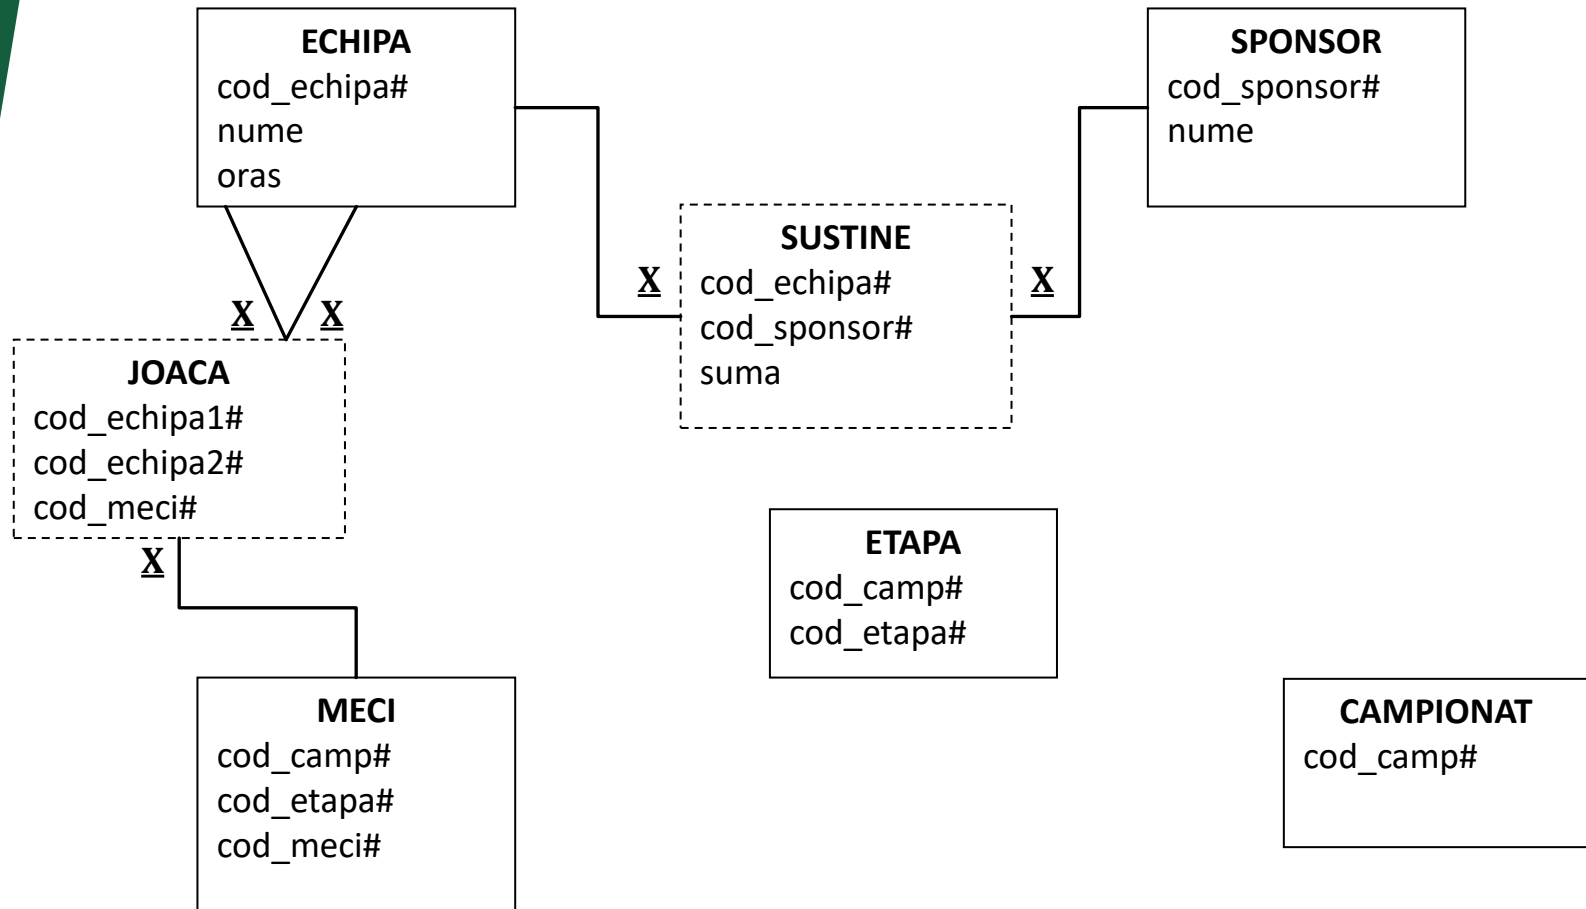 ECHIPA
cod_echipa#
nume
oras
SPONSOR
cod_sponsor#
nume
SUSTINE
cod_echipa#
cod_sponsor#
suma
X
X
X
X
JOACA
cod_echipa1#
cod_echipa2#
cod_meci#
X
ETAPA
cod_camp#
cod_etapa#
MECI
cod_camp#
cod_etapa#
cod_meci#
CAMPIONAT
cod_camp#